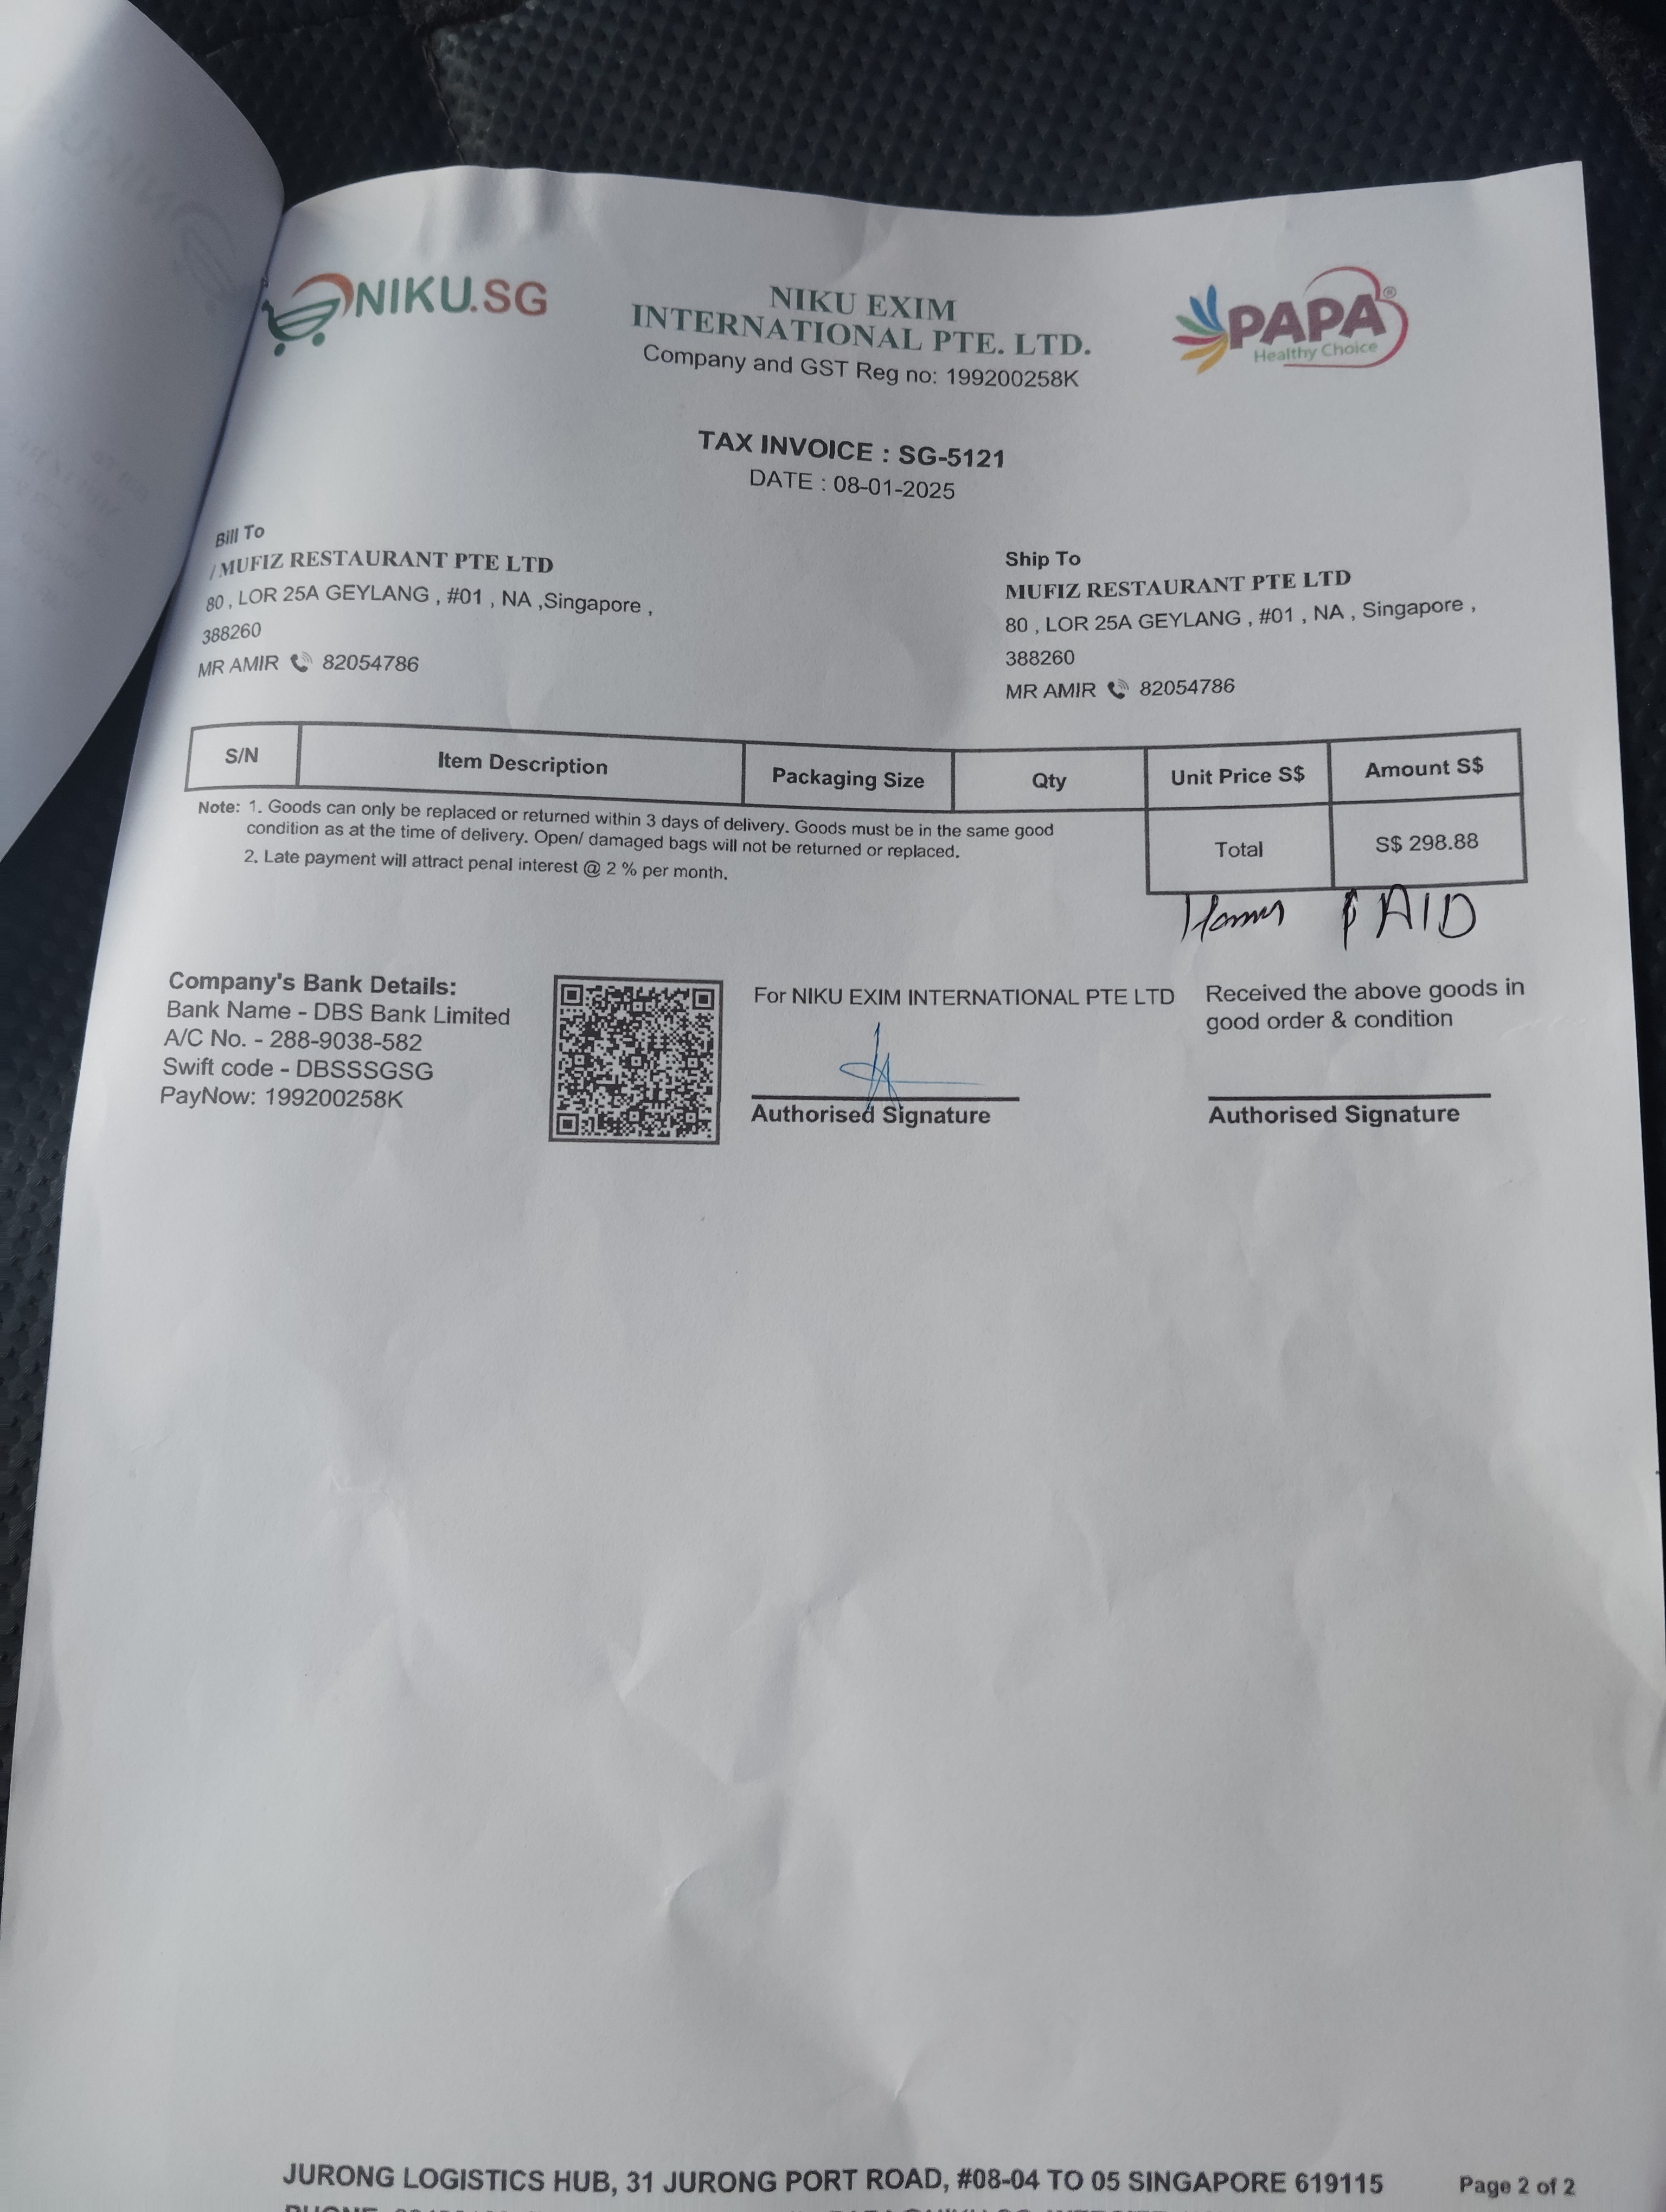 NIKU.SG
NIKU EXIM
INTERNATIONAL PTE. LTD.
Company and GST Reg no: 199200258K
PAPA®
Healthy Choice
TAX INVOICE : SG-5121
DATE : 08-01-2025
Bill To
MUFIZ RESTAURANT PTE LTD
80 , LOR 25A GEYLANG , #01 , NA ,Singapore ,
388260
MR AMIR 82054786
Ship To
MUFIZ RESTAURANT PTE LTD
80 , LOR 25A GEYLANG , #01 , NA , Singapore ,
388260
MR AMIR 82054786
S/N Item Description Packaging Size Qty Unit Price S$ Amount S$
Note: 1. Goods can only be replaced or returned within 3 days of delivery. Goods must be in the same good
condition as at the time of delivery. Open/ damaged bags will not be returned or replaced.
2. Late payment will attract penal interest @ 2 % per month.
Total S$ 298.88
PAID
Company's Bank Details:
Bank Name - DBS Bank Limited
A/C No. - 288-9038-582
Swift code - DBSSSGSG
PayNow: 199200258K
For NIKU EXIM INTERNATIONAL PTE LTD
Authorised Signature
Received the above goods in
good order & condition
Authorised Signature
JURONG LOGISTICS HUB, 31 JURONG PORT ROAD, #08-04 TO 05 SINGAPORE 619115
Page 2 of 2